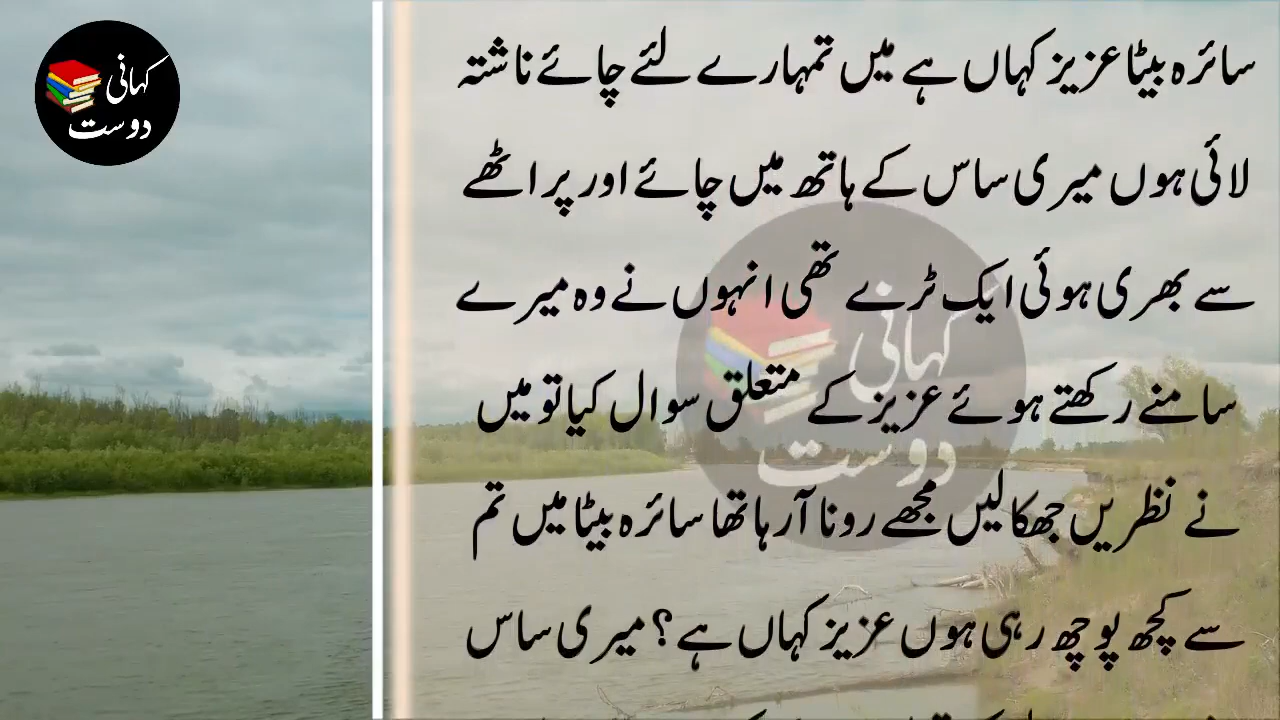 کہانی
دوست
سائرہ بیٹا عزیز کہاں ہے میں تمہارے لئے چائے ناشتہ
لائی ہوں میری ساس کے ہاتھ میں چائے اور پراٹھے
سے بھری ہوئی ایک ٹرے تھی انہوں نے وہ میرے
سامنے رکھتے ہوئے عزیز کے متعلق سوال کیا تو میں
نے نظریں جھکا لیں مجھے رونا آ رہا تھا سائرہ بیٹا میں تم
سے کچھ پوچھ رہی ہوں عزیز کہاں ہے؟ میری ساس
کہانی
دوست